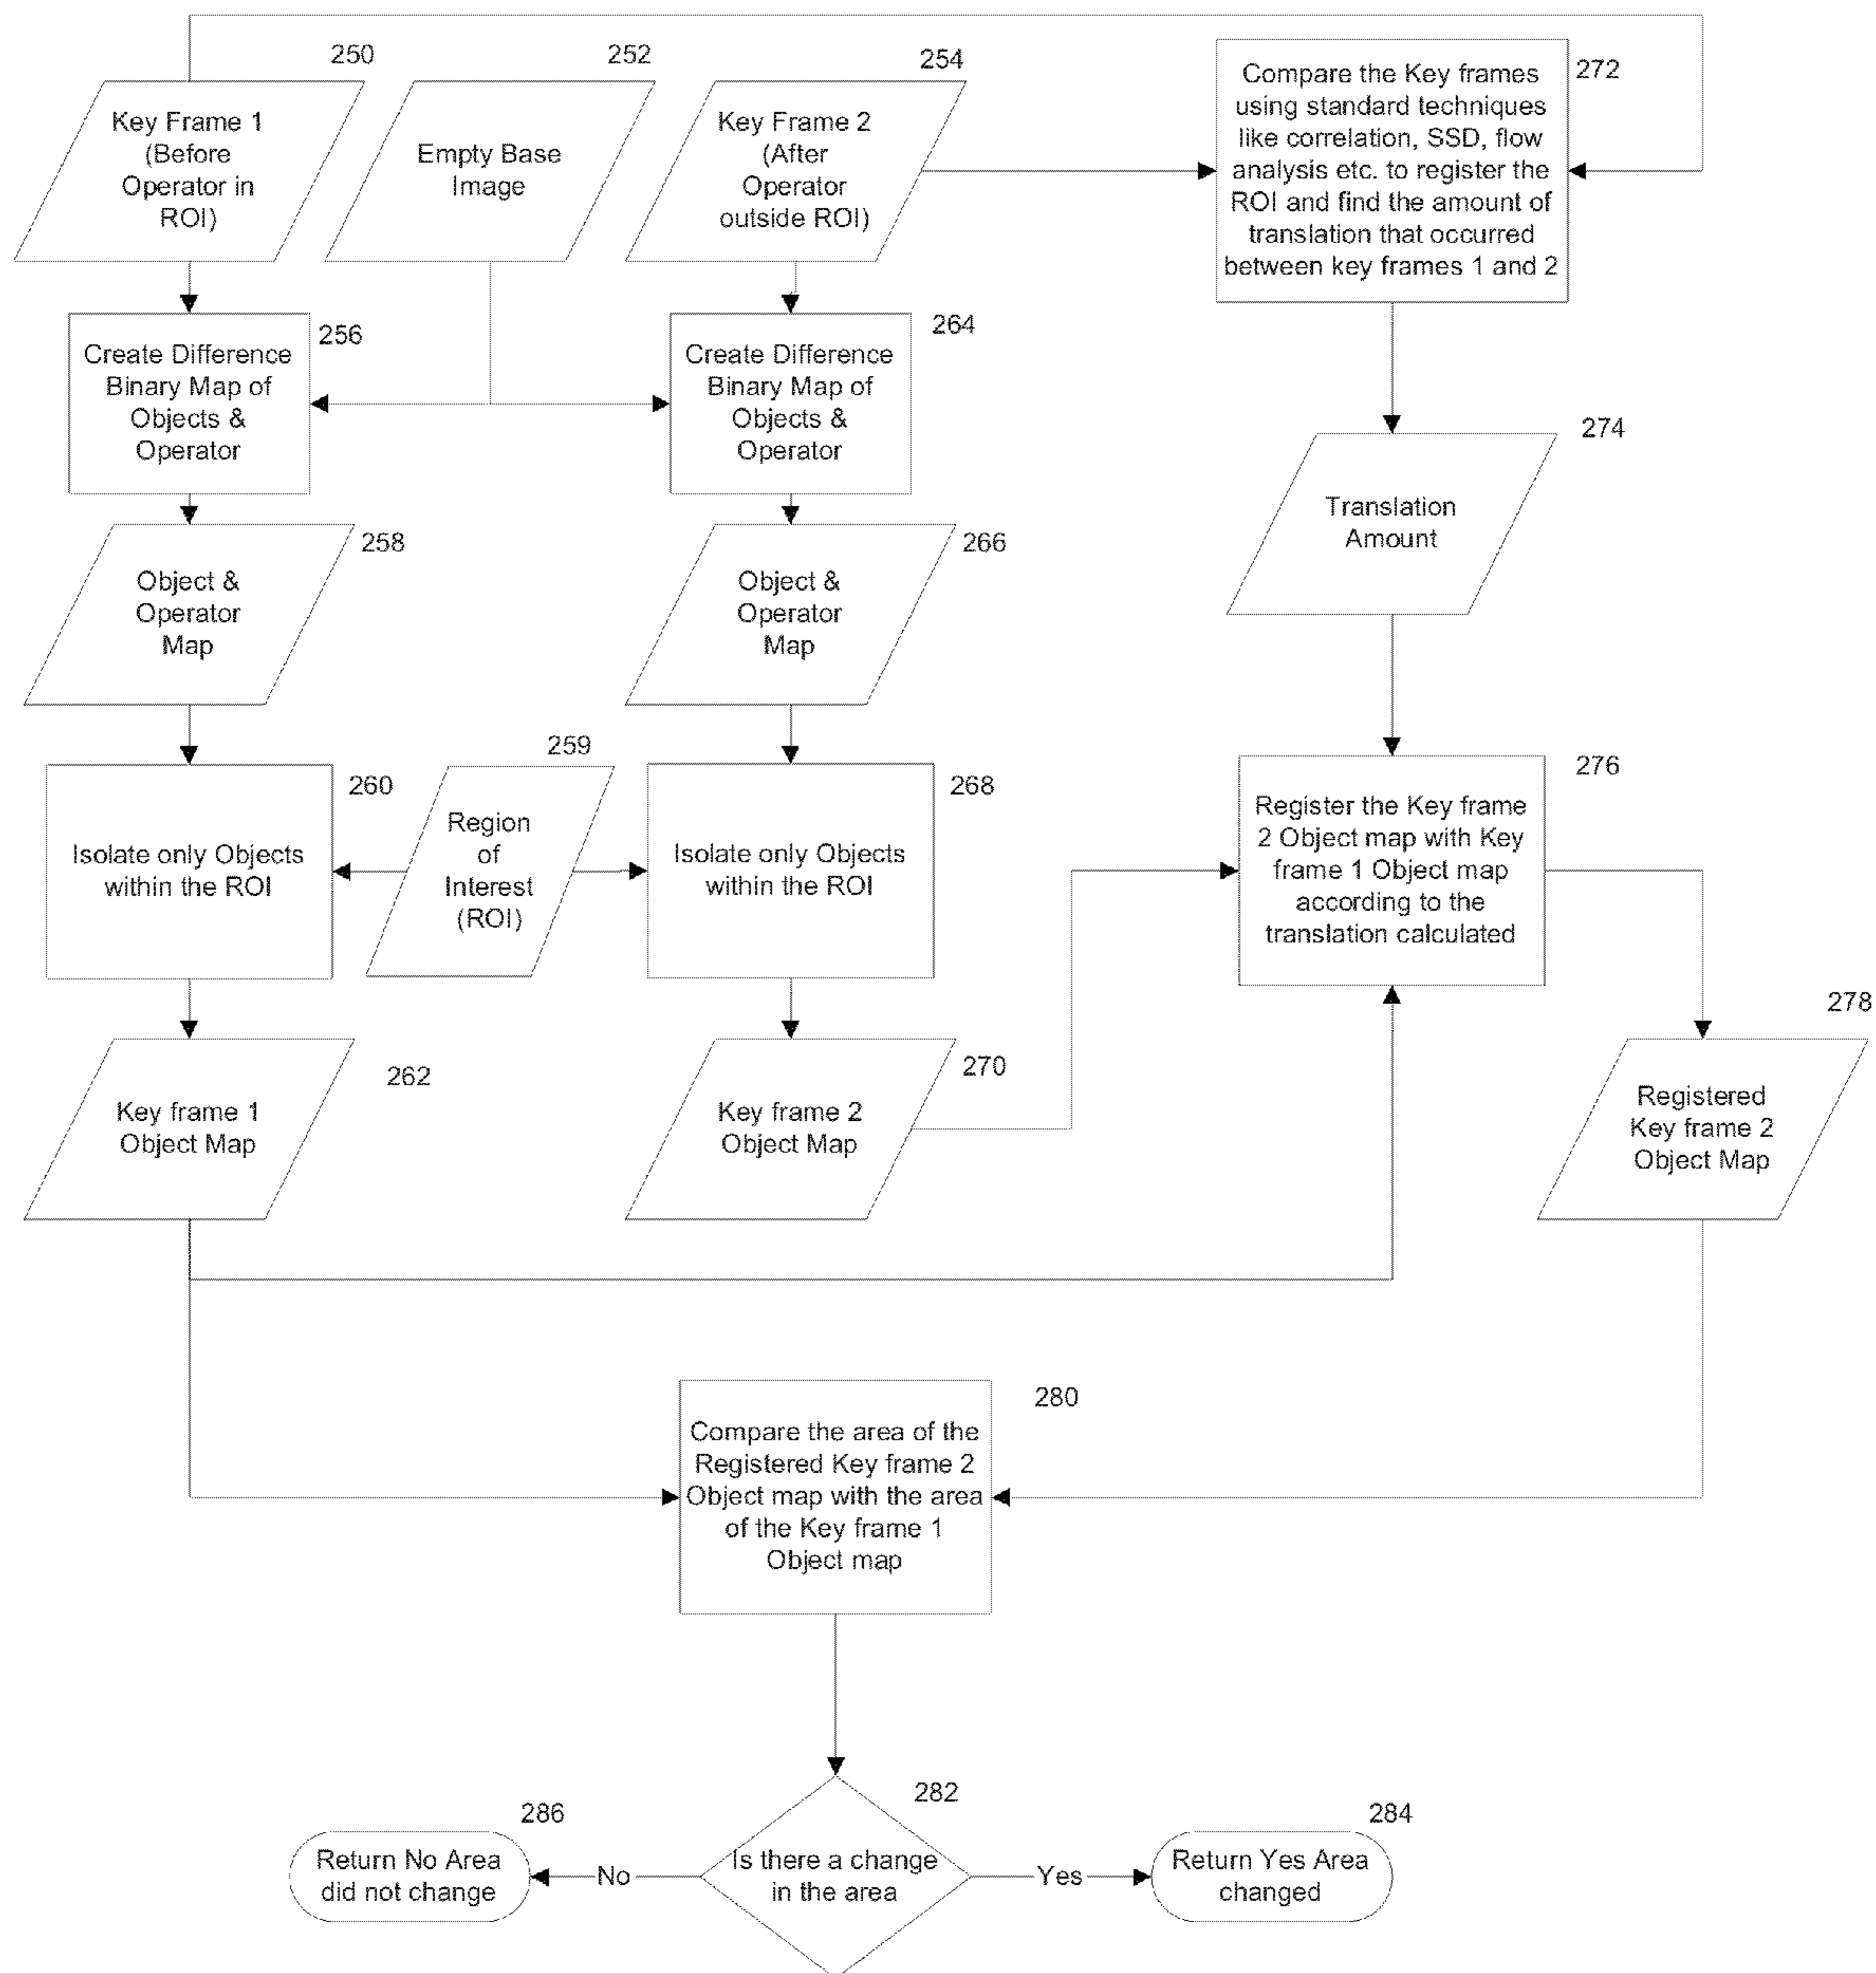 250
252
254
Key Frame 1
(Before
Operator in
ROI)
Empty Base
Image
Key Frame 2
(After
Operator
outside ROI)
Compare the Key frames
using standard techniques
like correlation, SSD, flow
analysis etc. to register the
ROI and find the amount of
translation that occurred
between key frames 1 and 2
272
256
Create Difference
Binary Map of
Objects &
Operator
264
Create Difference
Binary Map of
Objects &
Operator
274
Translation
Amount
258
Object &
Operator
Map
266
Object &
Operator
Map
259
260
Isolate only Objects
within the ROI
Region
of
Interest
(ROI)
268
Isolate only Objects
within the ROI
276
Register the Key frame
2 Object map with Key
frame 1 Object map
according to the
translation calculated
262
Key frame 1
Object Map
270
Key frame 2
Object Map
278
Registered
Key frame 2
Object Map
280
Compare the area of the
Registered Key frame 2
Object map with the area
of the Key frame 1
Object map
282
Is there a change
in the area
286
Return No Area
did not change
No
Yes
284
Return Yes Area
changed